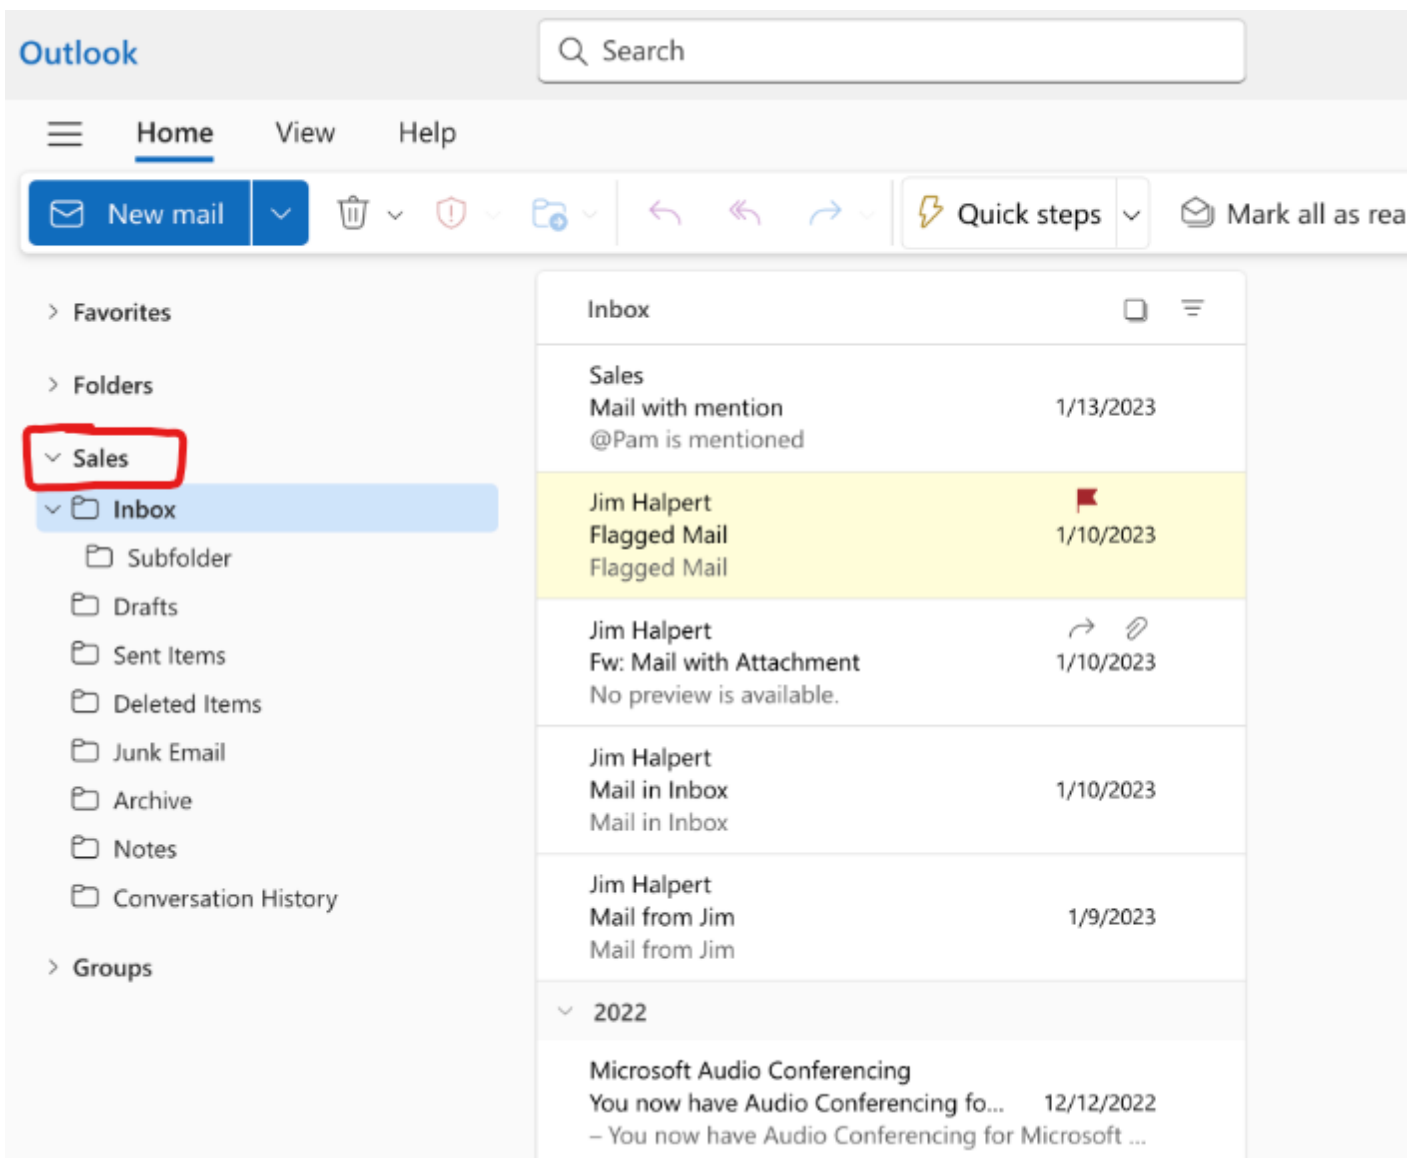 Outlook
Search
Home View Help
New mail Quick steps Mark all as rea
Favorites
Folders
Sales
Inbox
Subfolder
Drafts
Sent Items
Deleted Items
Junk Email
Archive
Notes
Conversation History
Groups
Inbox
Sales
Mail with mention 1/13/2023
@Pam is mentioned
Jim Halpert
Flagged Mail 1/10/2023
Flagged Mail
Jim Halpert
Fw: Mail with Attachment 1/10/2023
No preview is available.
Jim Halpert
Mail in Inbox 1/10/2023
Mail in Inbox
Jim Halpert
Mail from Jim 1/9/2023
Mail from Jim
2022
Microsoft Audio Conferencing
You now have Audio Conferencing fo... 12/12/2022
– You now have Audio Conferencing for Microsoft ...